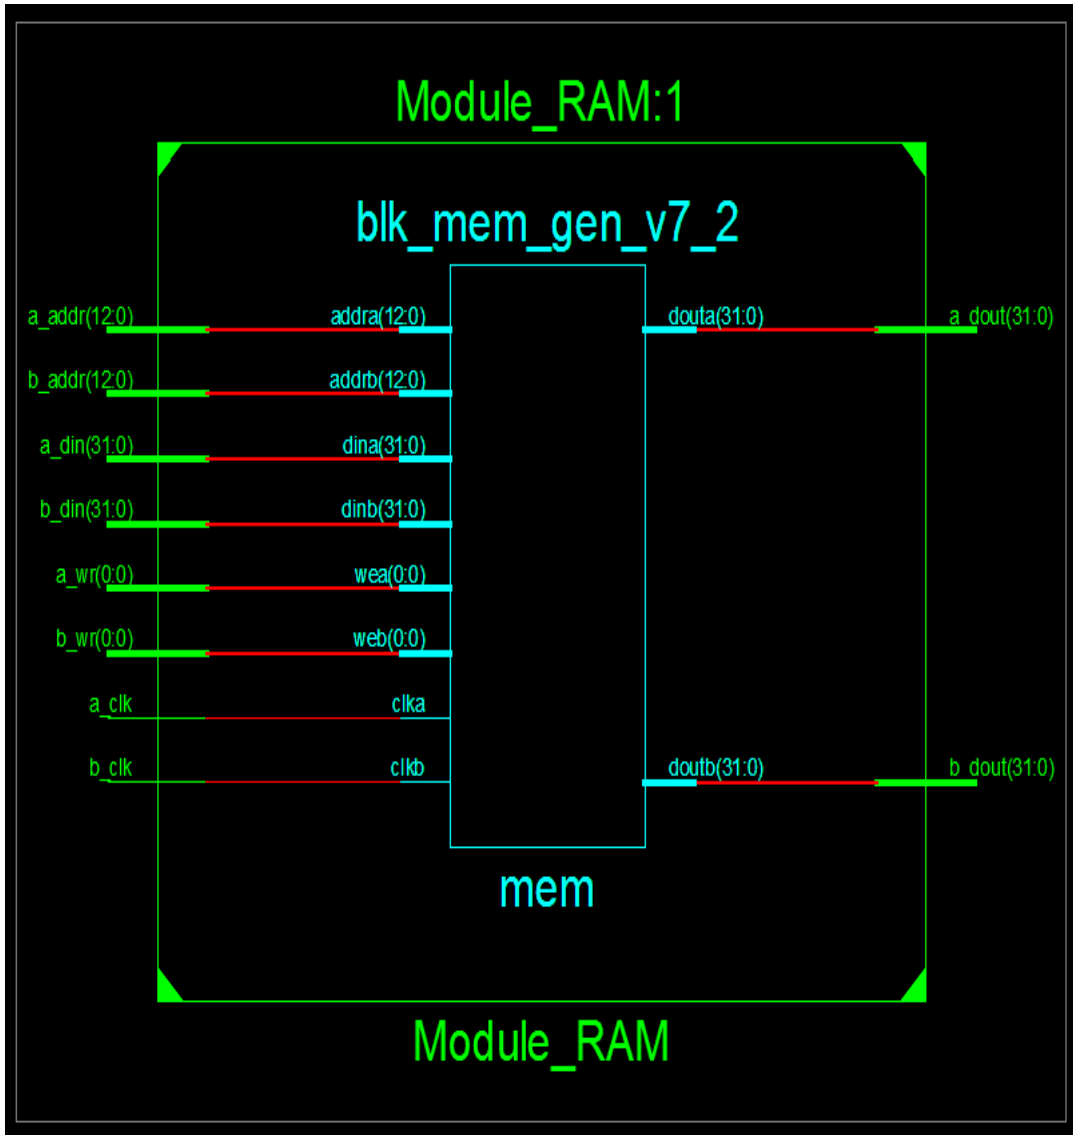 Module_RAM:1
blk_mem_gen_v7_2
a_addr(12:0) addra(12:0) douta(31:0) a_dout(31:0)
b_addr(12:0) addrb(12:0)
a_din(31:0) dina(31:0)
b_din(31:0) dinb(31:0)
a_wr(0:0) wea(0:0)
b_wr(0:0) web(0:0)
a_clk clka
b_clk clkb doutb(31:0) b_dout(31:0)
mem
Module_RAM